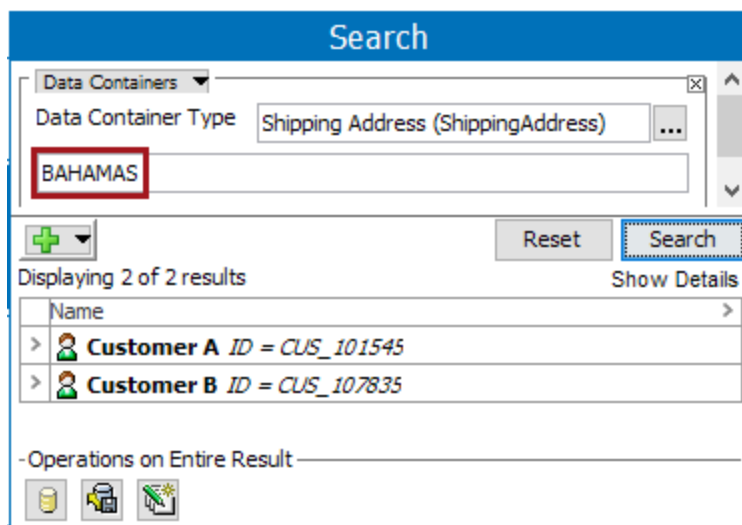 Search
Data Containers
Data Container Type Shipping Address (ShippingAddress) ...
BAHAMAS
Reset Search
Displaying 2 of 2 results Show Details
Name >
> Customer A ID = CUS_101545
> Customer B ID = CUS_107835
Operations on Entire Result